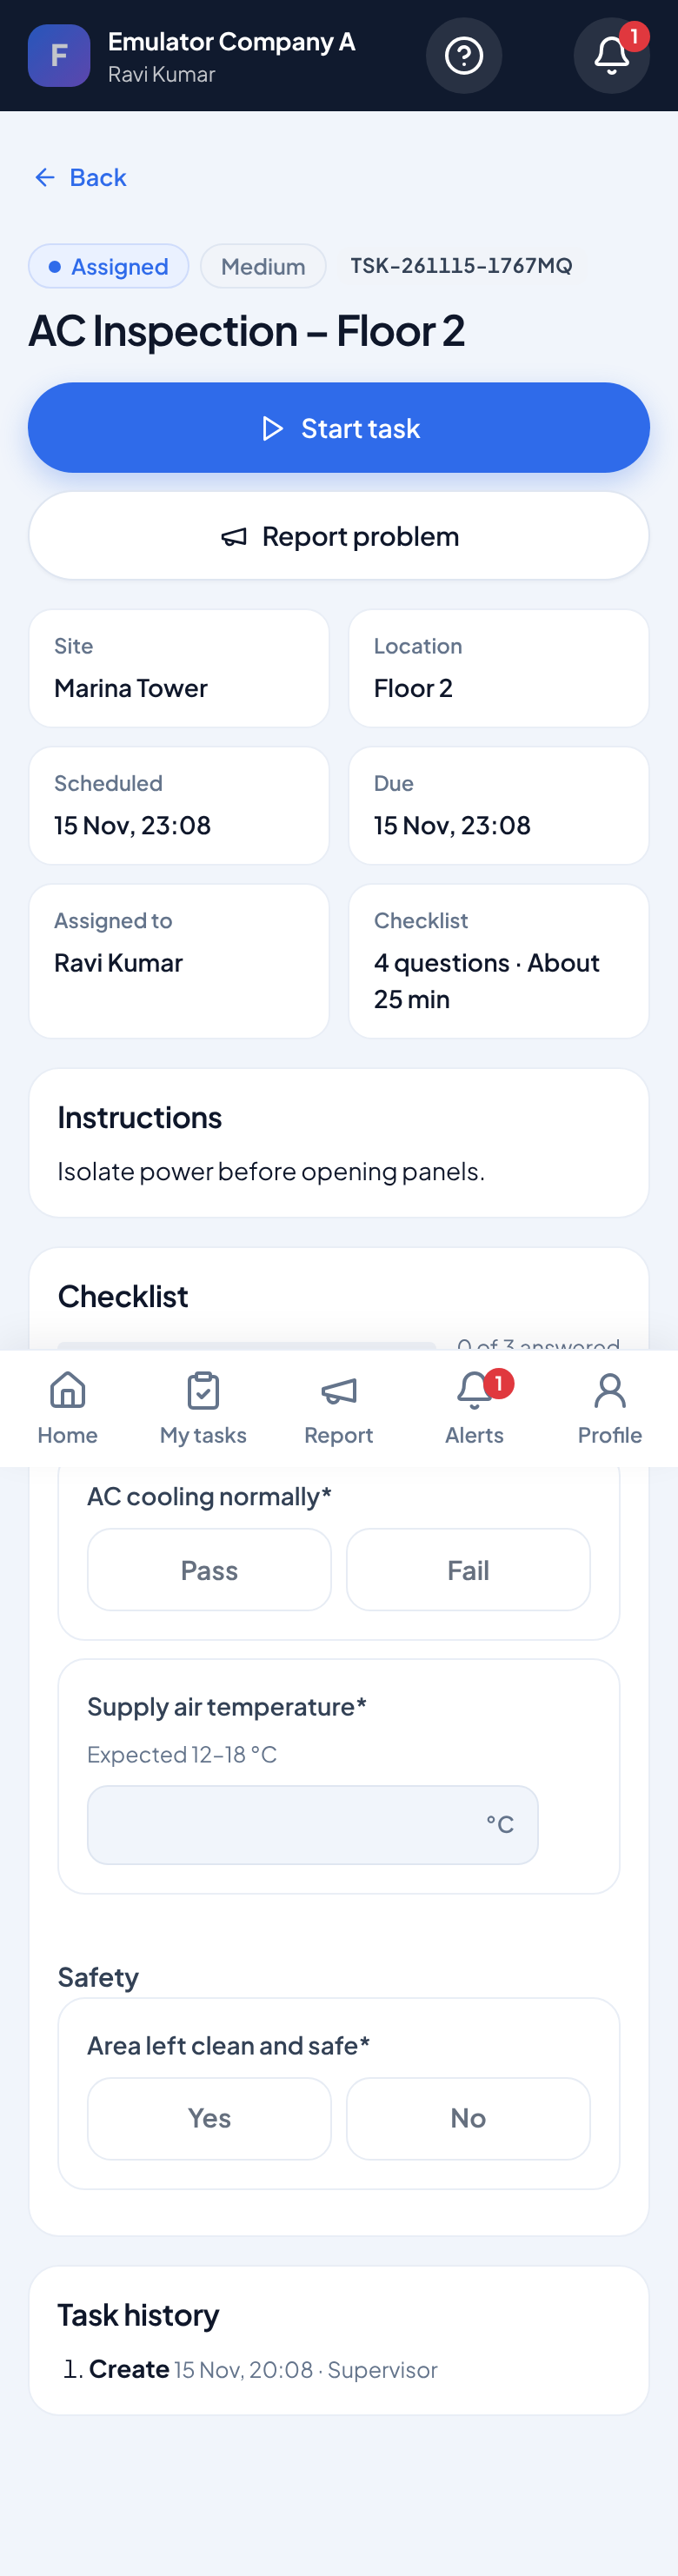 F
Emulator Company A
1
Ravi Kumar
Back
Assigned
Medium
TSK-261115-1767MQ
AC Inspection – Floor 2
Start task
Report problem
Site
Location
Marina Tower
Floor 2
Scheduled
Due
15 Nov, 23:08
15 Nov, 23:08
Assigned to
Checklist
Ravi Kumar
4 questions · About
25 min
Instructions
Isolate power before opening panels.
Checklist
0 of 3 answered
1
Home
My tasks
Report
Alerts
Profile
AC cooling normally*
Pass
Fail
Supply air temperature*
Expected 12–18 °C
°C
Safety
Area left clean and safe*
Yes
No
Task history
1. Create 15 Nov, 20:08 · Supervisor